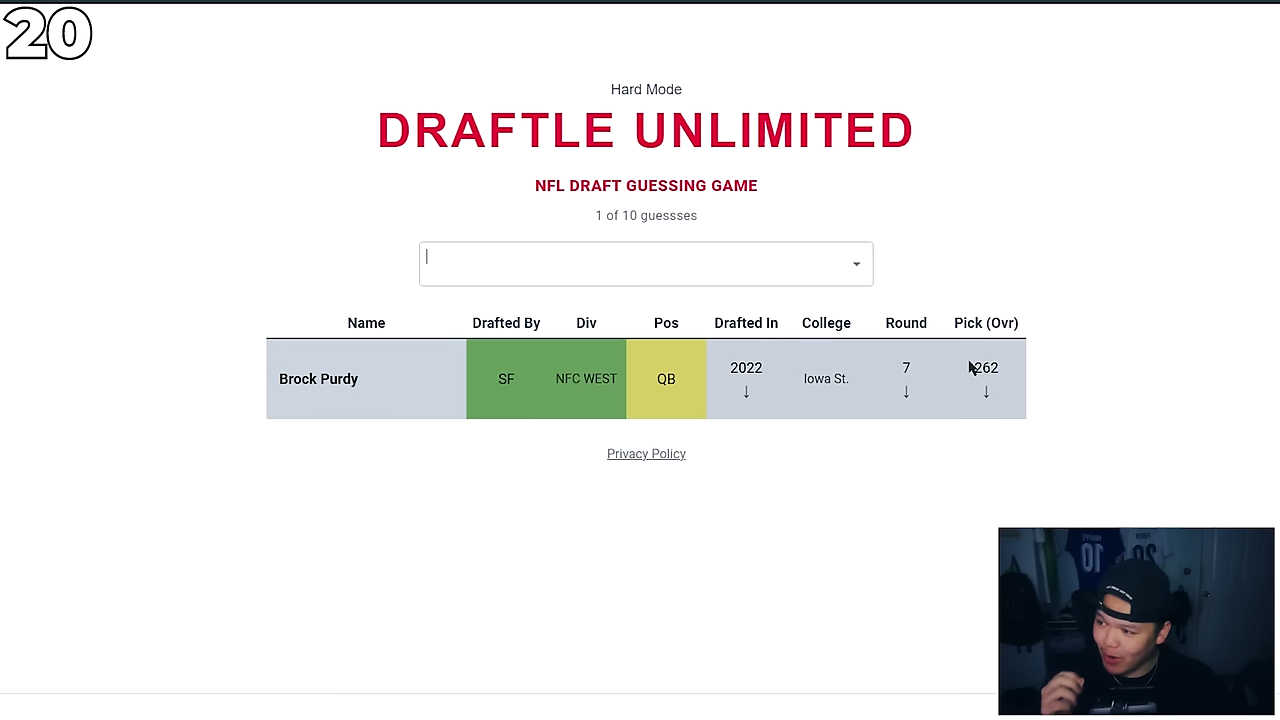 20
Hard Mode
DRAFTLE UNLIMITED
NFL DRAFT GUESSING GAME
1 of 10 guessses
Name Drafted By Div Pos Drafted In College Round Pick (Ovr)
Brock Purdy SF NFC WEST QB 2022 ↓ Iowa St. 7 ↓ 262 ↓
Privacy Policy
10